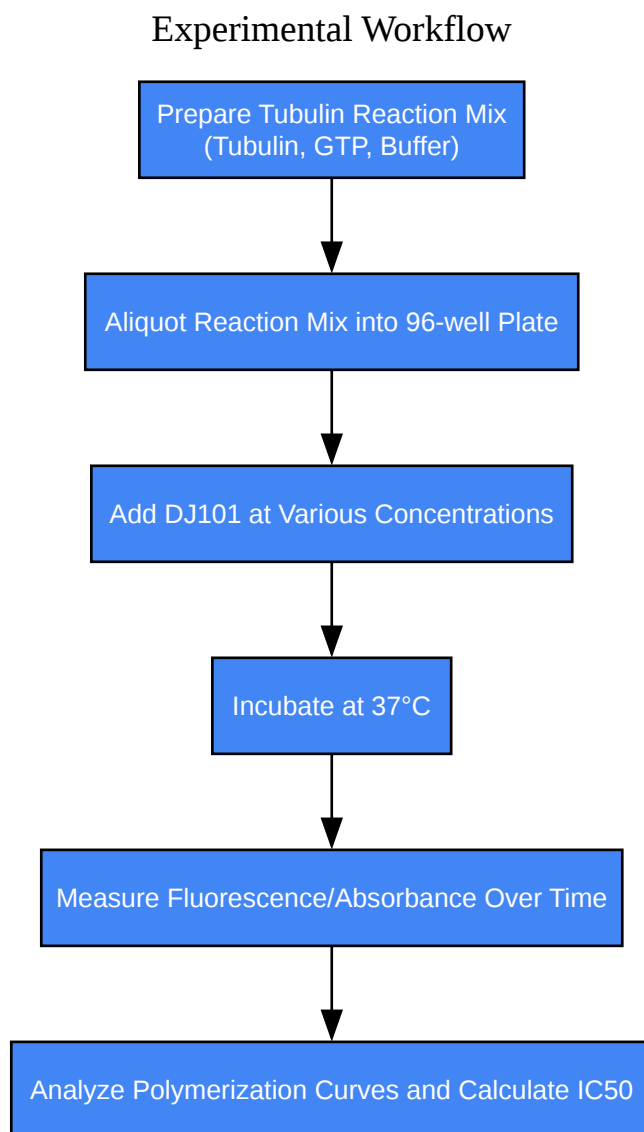 Experimental Workflow
Prepare Tubulin Reaction Mix
(Tubulin, GTP, Buffer)
Aliquot Reaction Mix into 96-well Plate
Add DJ101 at Various Concentrations
Incubate at 37°C
Measure Fluorescence/Absorbance Over Time
Analyze Polymerization Curves and Calculate IC50